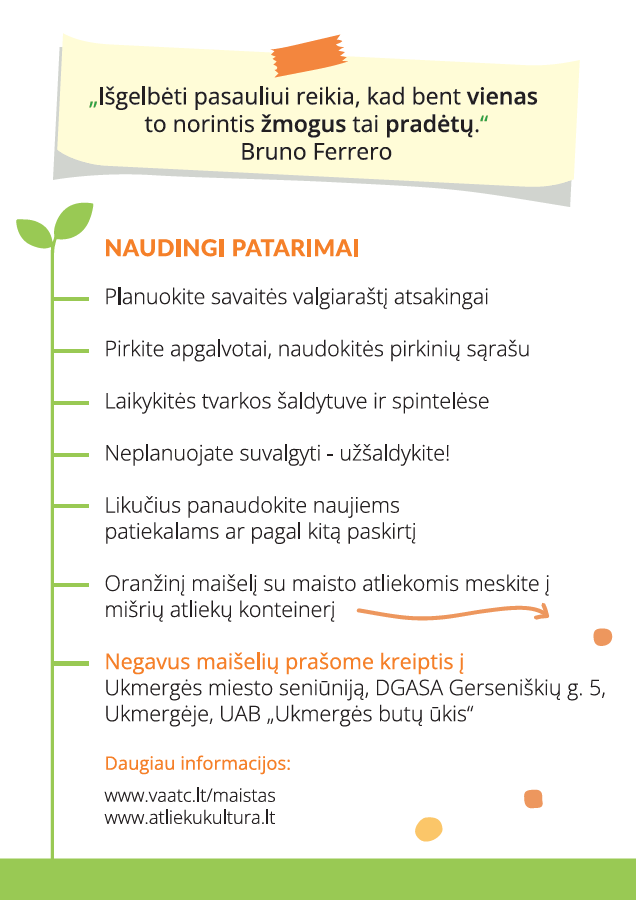 „Išgelbėti pasauliui reikia, kad bent vienas
to norintis žmogus tai pradėtų.“
Bruno Ferrero
NAUDINGI PATARIMAI
Planuokite savaitės valgiaraštį atsakingai
Pirkite apgalvotai, naudokitės pirkinių sąrašu
Laikykitės tvarkos šaldytuve ir spintelėse
Neplanuojate suvalgyti - užšaldykite!
Likučius panaudokite naujiems
patiekalams ar pagal kitą paskirtį
Oranžinį maišelį su maisto atliekomis meskite į
mišrių atliekų konteinerį
Negavus maišelių prašome kreiptis į
Ukmergės miesto seniūniją, DGASA Gerseniškių g. 5,
Ukmergėje, UAB „Ukmergės butų ūkis“
Daugiau informacijos:
www.vaatc.lt/maistas
www.atliekukultura.lt